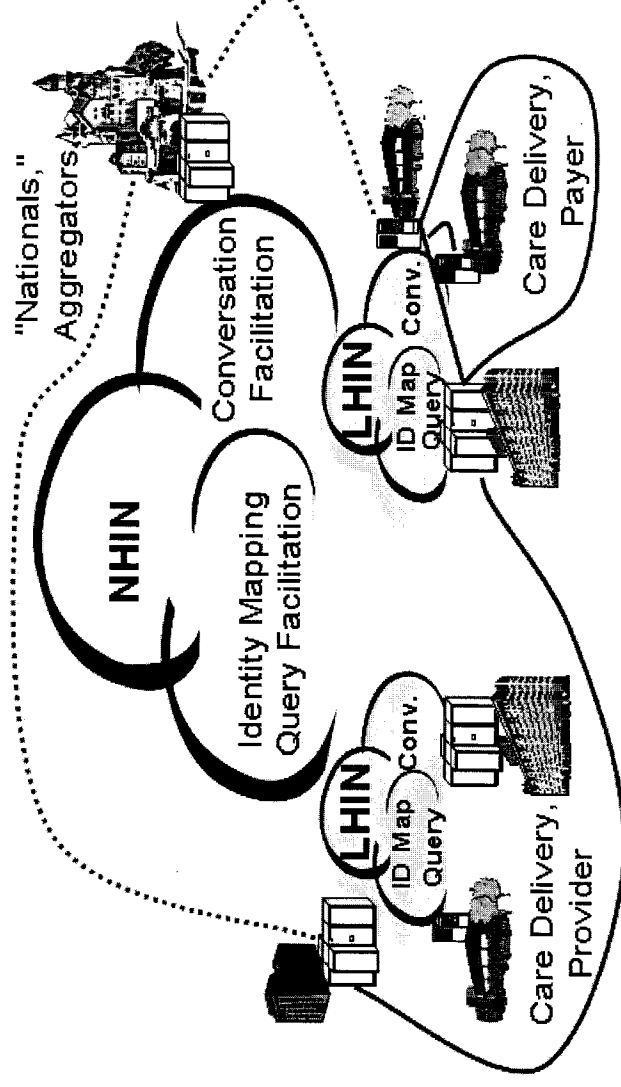 "Nationals,"
Aggregators
NHIN
Conversation
Facilitation
Identity Mapping
Query Facilitation
LHIN
ID Map
Query
Conv.
LHIN
ID Map
Query
Conv.
Care Delivery,
Provider
Care Delivery,
Payer